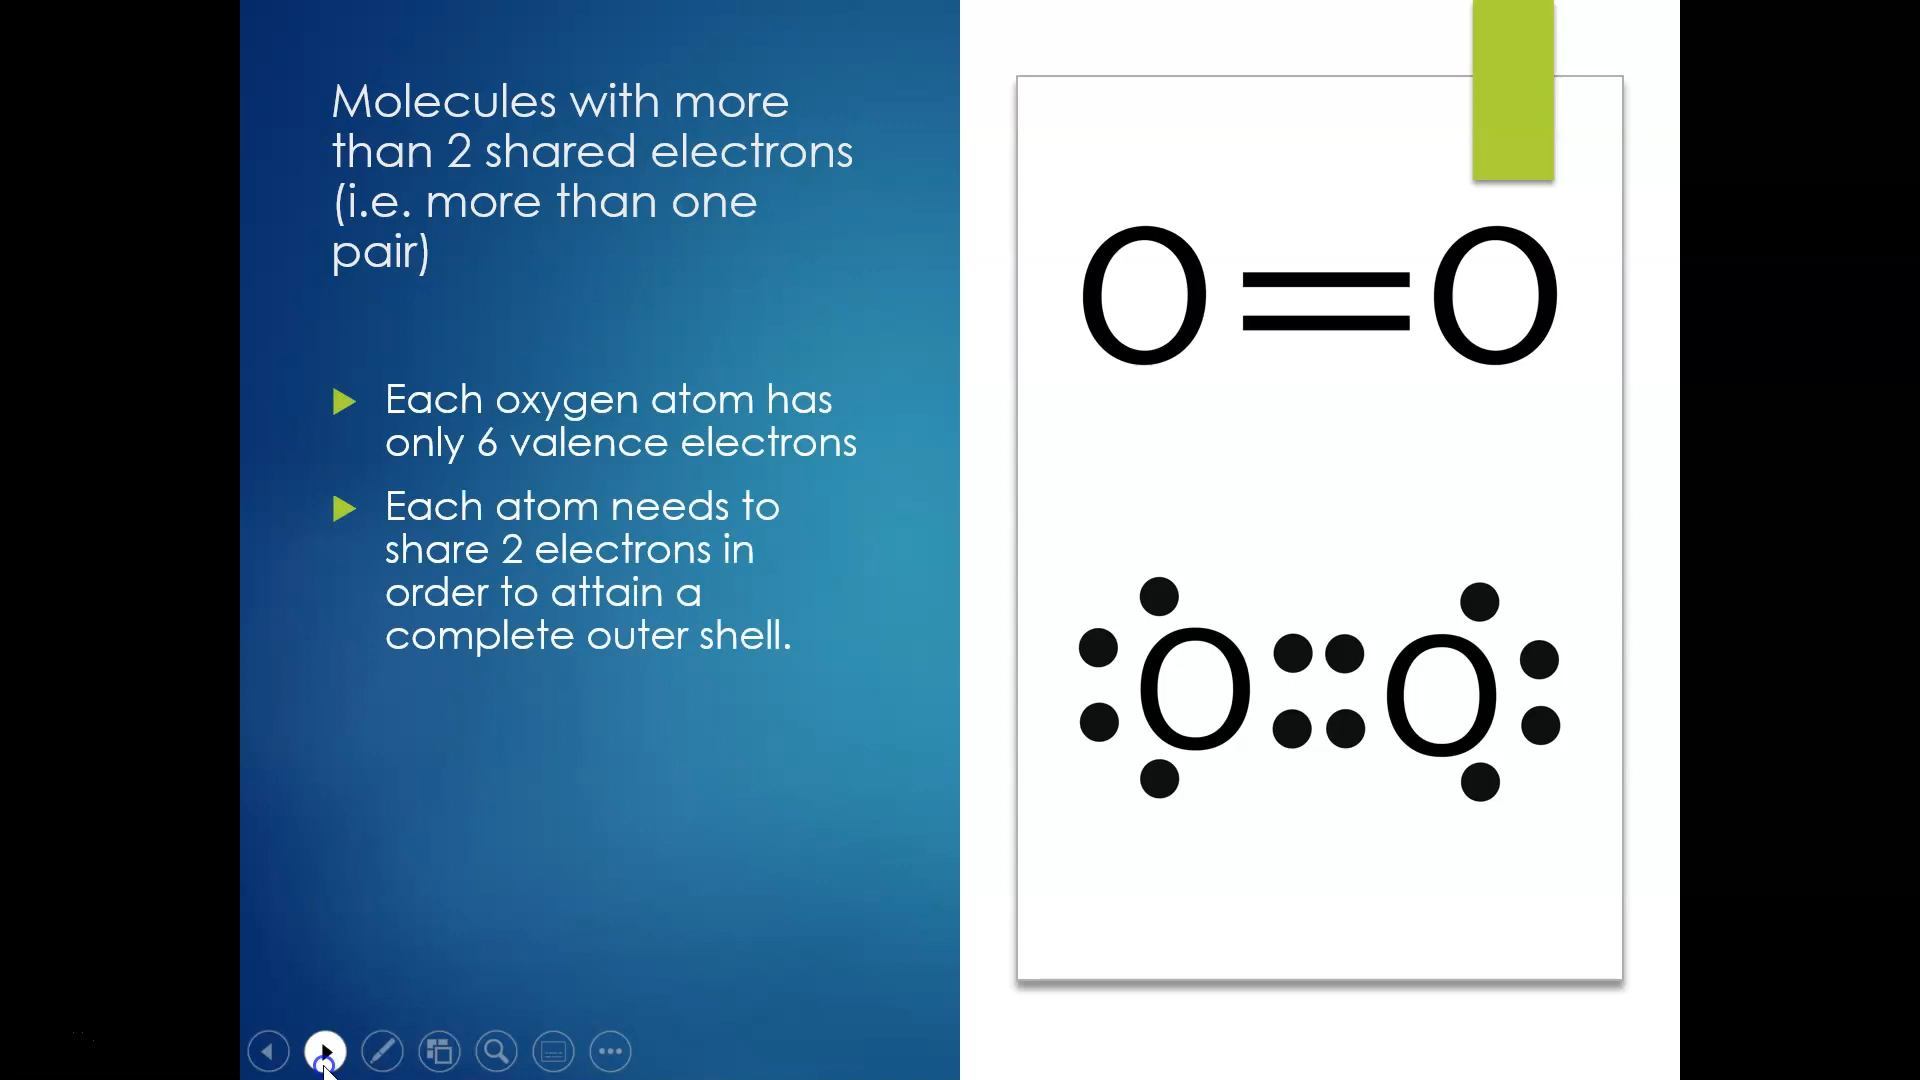 Molecules with more
than 2 shared electrons
(i.e. more than one
pair)
Each oxygen atom has
only 6 valence electrons
Each atom needs to
share 2 electrons in
order to attain a
complete outer shell.
O=O
O::O